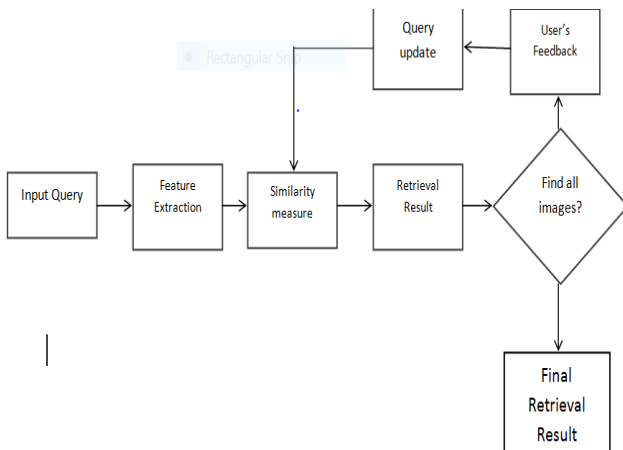 Query
update
User's
Feedback
Rectangular Snip
Input Query
Feature
Extraction
Similarity
measure
Retrieval
Result
Find all
images?
Final
Retrieval
Result